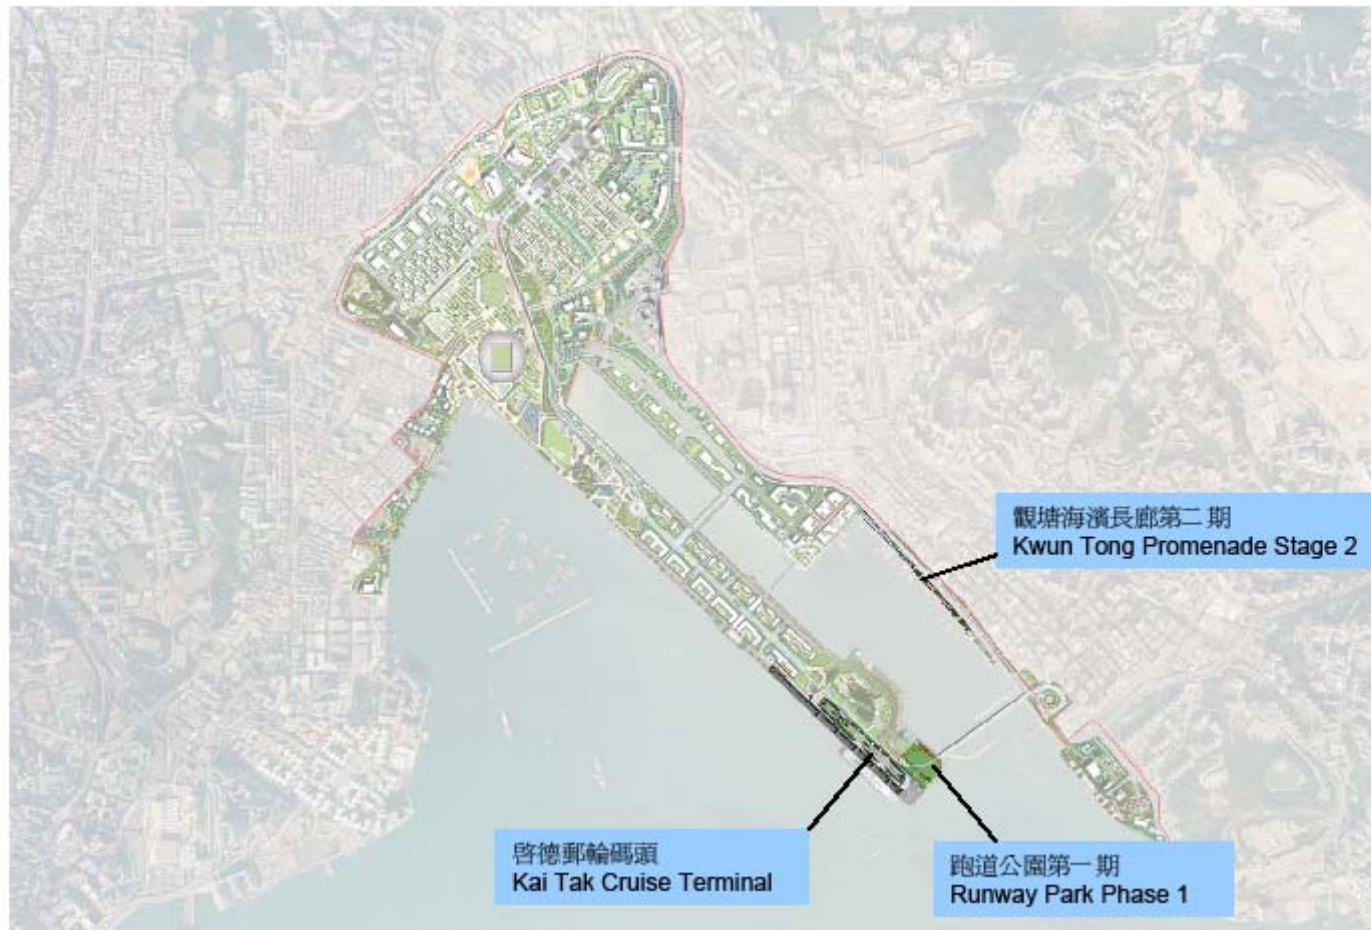 觀塘海濱長廊第二期
Kwun Tong Promenade Stage 2
啓德郵輪碼頭
Kai Tak Cruise Terminal
跑道公園第一期
Runway Park Phase 1